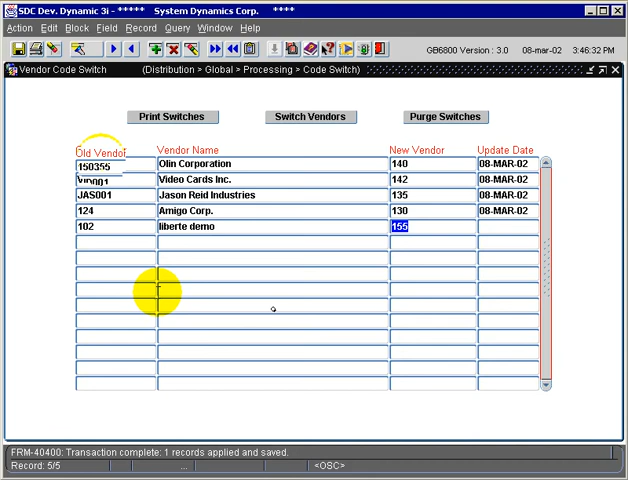 SDC Dev. Dynamic 3i - ***** System Dynamics Corp. ****
Action Edit Block Field Record Query Window Help
GB6800 Version : 3.0 08-mar-02 3:46:32 PM
Vendor Code Switch (Distribution > Global > Processing > Code Switch)
Print Switches Switch Vendors Purge Switches
Old Vendor Vendor Name New Vendor Update Date
150355 Olin Corporation 140 08-MAR-02
Video Cards Inc. 142 08-MAR-02
JAS001 Jason Reid Industries 135 08-MAR-02
124 Amigo Corp. 130 08-MAR-02
102 liberte demo 155
FRM-40400: Transaction complete: 1 records applied and saved.
Record: 5/5 ... <OSC>